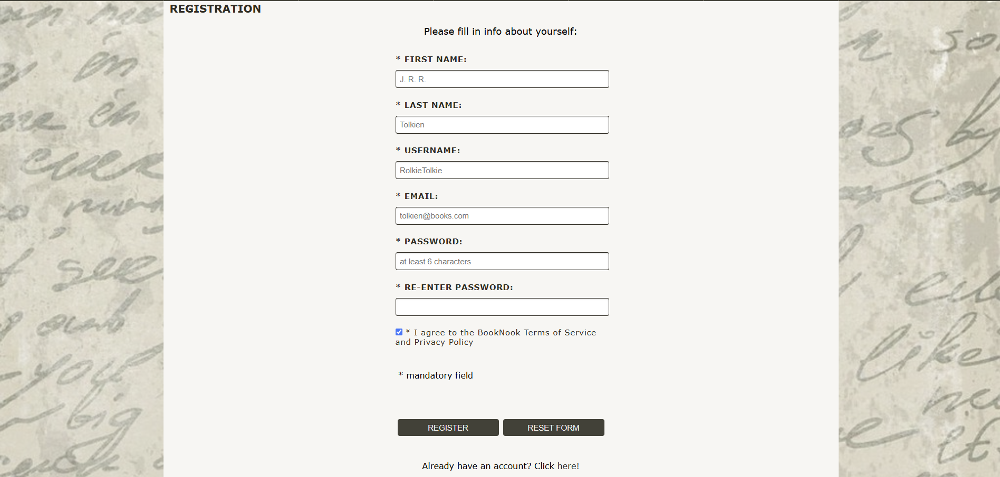 REGISTRATION
Please fill in info about yourself:
* FIRST NAME:
J. R. R.
* LAST NAME:
Tolkien
* USERNAME:
RolkieTolkie
* EMAIL:
tolkien@books.com
* PASSWORD:
at least 6 characters
* RE-ENTER PASSWORD:
* I agree to the BookNook Terms of Service
and Privacy Policy
* mandatory field
REGISTER RESET FORM
Already have an account? Click here!